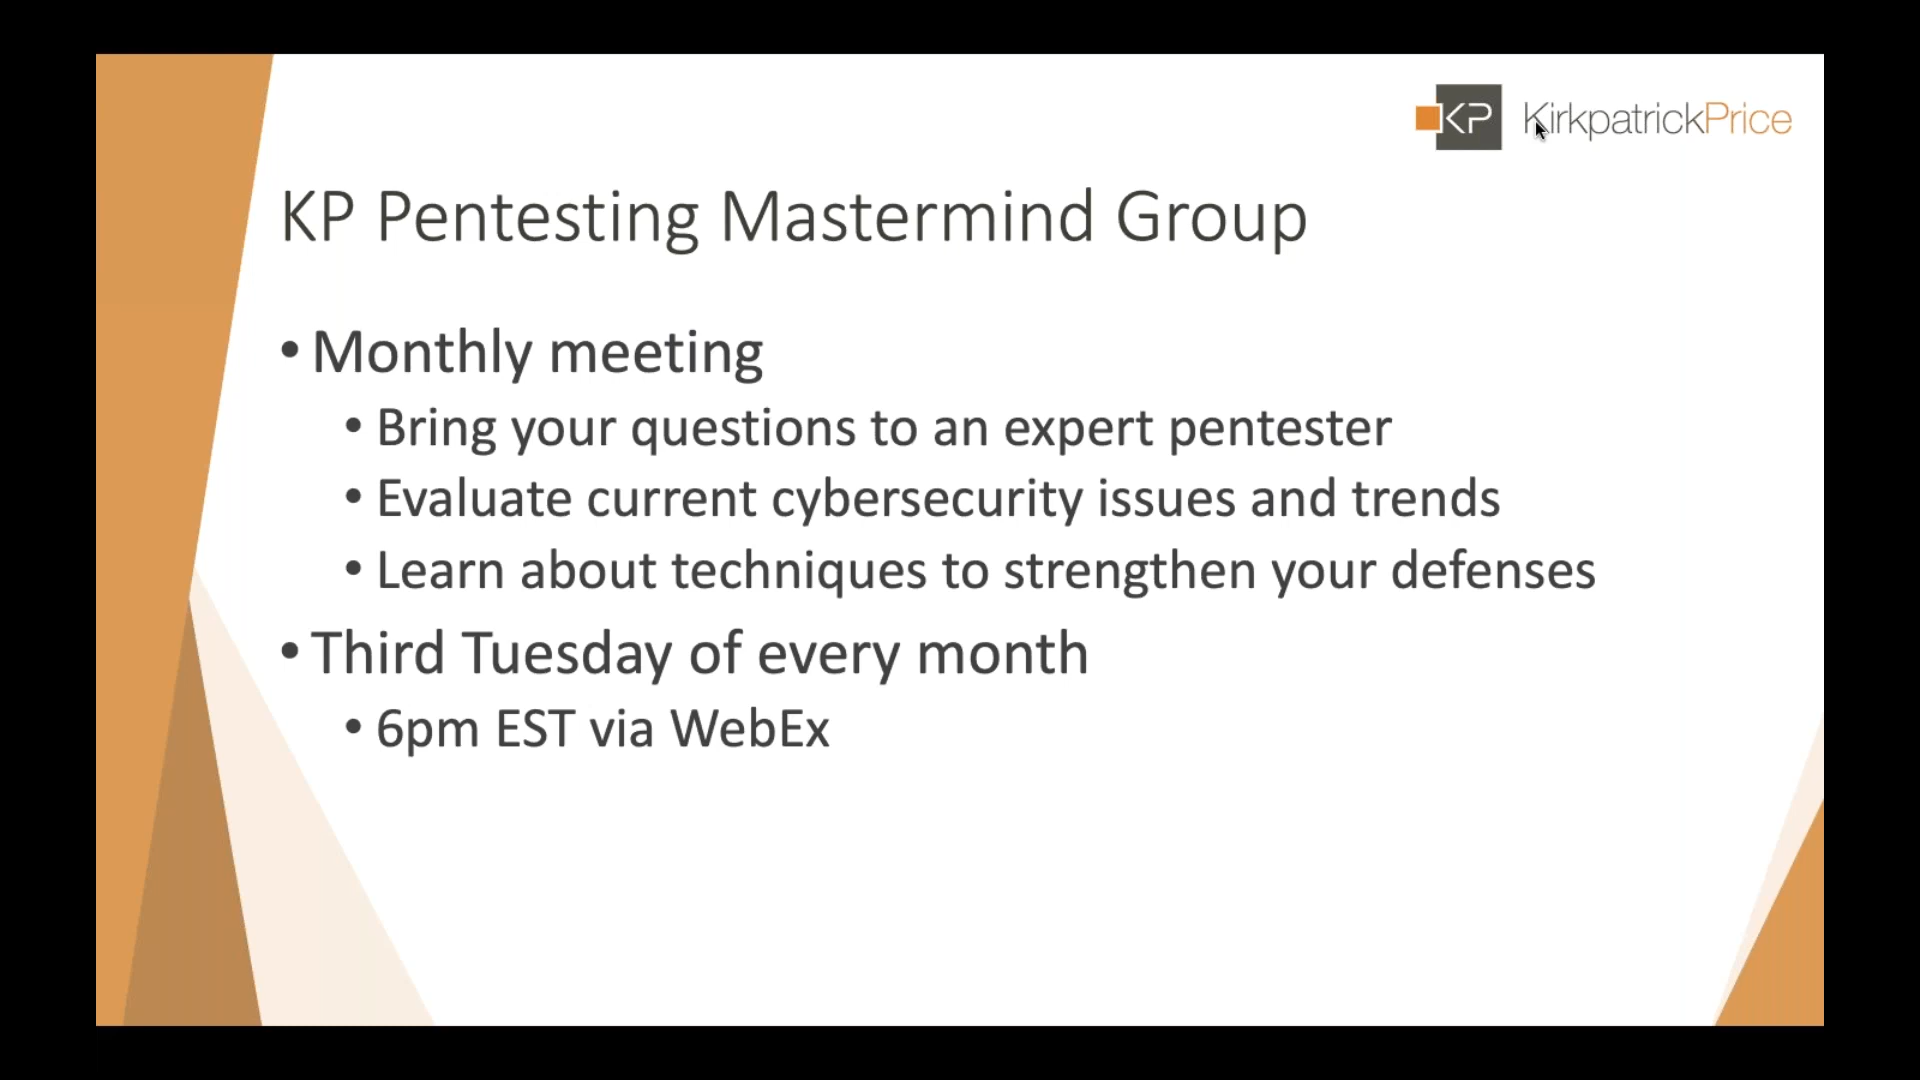 KP KirkpatrickPrice
KP Pentesting Mastermind Group
• Monthly meeting
• Bring your questions to an expert pentester
• Evaluate current cybersecurity issues and trends
• Learn about techniques to strengthen your defenses
• Third Tuesday of every month
• 6pm EST via WebEx